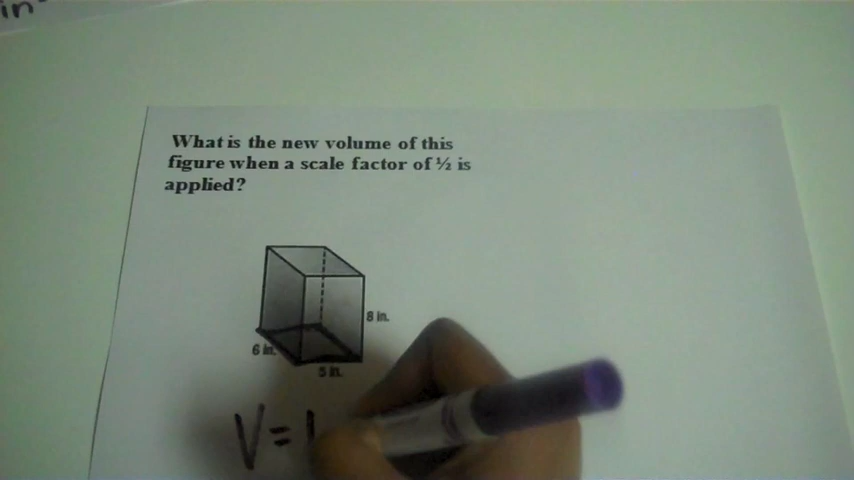 in
What is the new volume of this
figure when a scale factor of ½ is
applied?
8 in.
6 in.
5 in.
V =